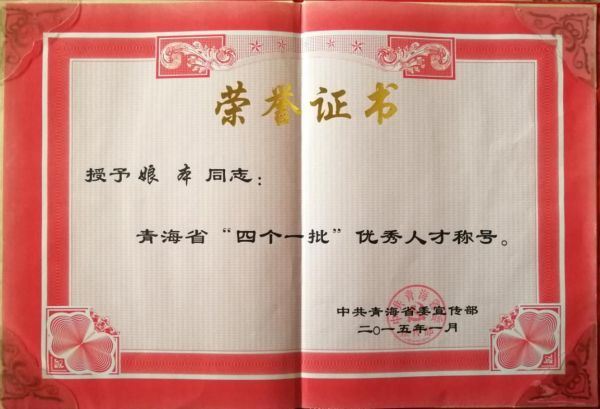 荣誉证书
授予娘本同志：
青海省“四个一批”优秀人才称号。
中共青海省委宣传部
二〇一五年一月